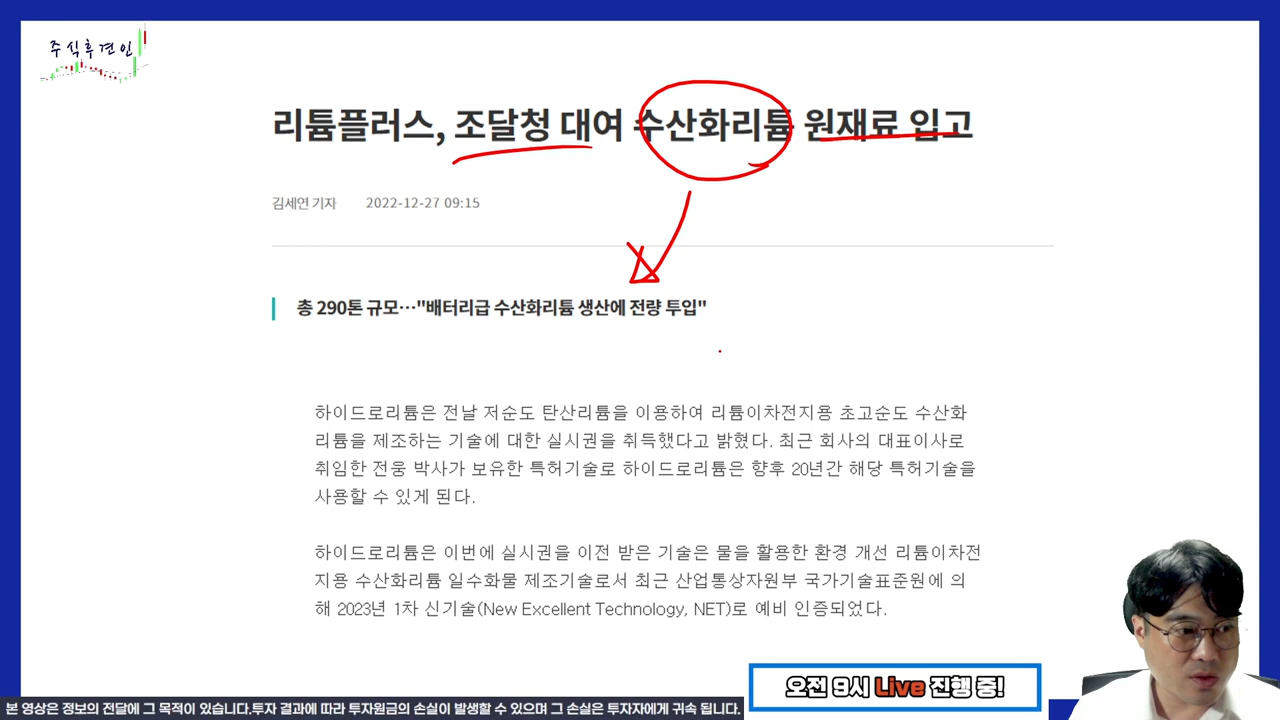 주식후견인
리튬플러스, 조달청 대여 수산화리튬 원재료 입고
김세연 기자 2022-12-27 09:15
총 290톤 규모…"배터리급 수산화리튬 생산에 전량 투입"
하이드로리튬은 전날 저순도 탄산리튬을 이용하여 리튬이차전지용 초고순도 수산화
리튬을 제조하는 기술에 대한 실시권을 취득했다고 밝혔다. 최근 회사의 대표이사로
취임한 전웅 박사가 보유한 특허기술로 하이드로리튬은 향후 20년간 해당 특허기술을
사용할 수 있게 된다.
하이드로리튬은 이번에 실시권을 이전 받은 기술은 물을 활용한 환경 개선 리튬이차전
지용 수산화리튬 일수화물 제조기술로서 최근 산업통상자원부 국가기술표준원에 의
해 2023년 1차 신기술(New Excellent Technology, NET)로 예비 인증되었다.
오전 9시 Live 진행 중!
본 영상은 정보의 전달에 그 목적이 있습니다.투자 결과에 따라 투자원금의 손실이 발생할 수 있으며 그 손실은 투자자에게 귀속 됩니다.